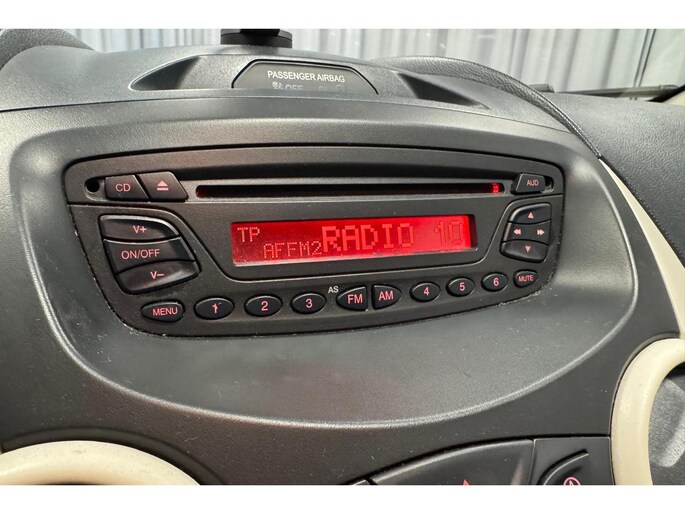 PASSENGER AIRBAG
OFF
CD
AUD
V+
ON/OFF
V-
TP
AFFM2
RADIO 10
MENU
1
2
3
AS
FM
AM
4
5
6
MUTE